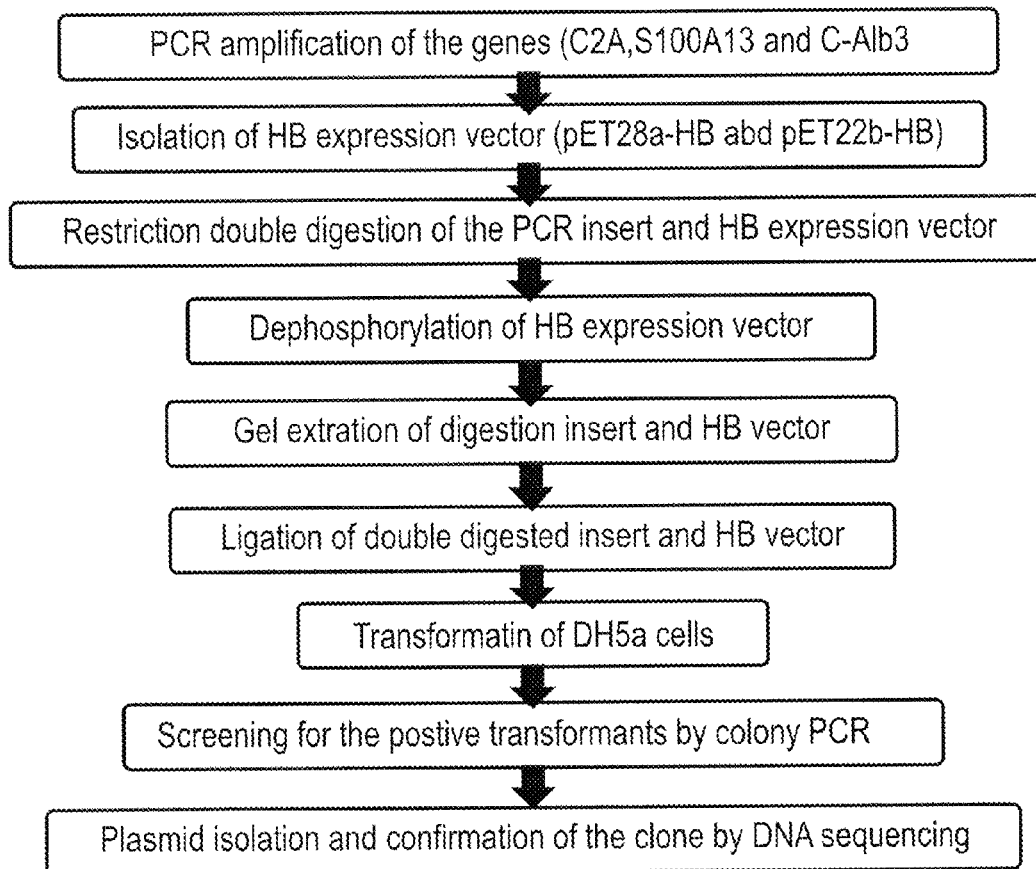 PCR amplification of the genes (C2A,S100A13 and C-Alb3
Isolation of HB expression vector (pET28a-HB abd pET22b-HB)
Restriction double digestion of the PCR insert and HB expression vector
Dephosphorylation of HB expression vector
Gel extration of digestion insert and HB vector
Ligation of double digested insert and HB vector
Transformatin of DH5a cells
Screening for the postive transformants by colony PCR
Plasmid isolation and confirmation of the clone by DNA sequencing